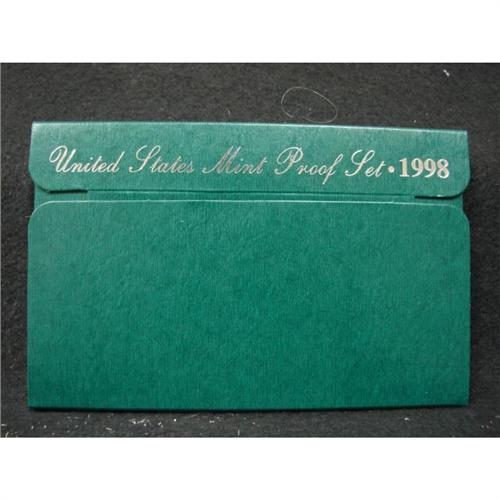 United States Mint Proof Set • 1998